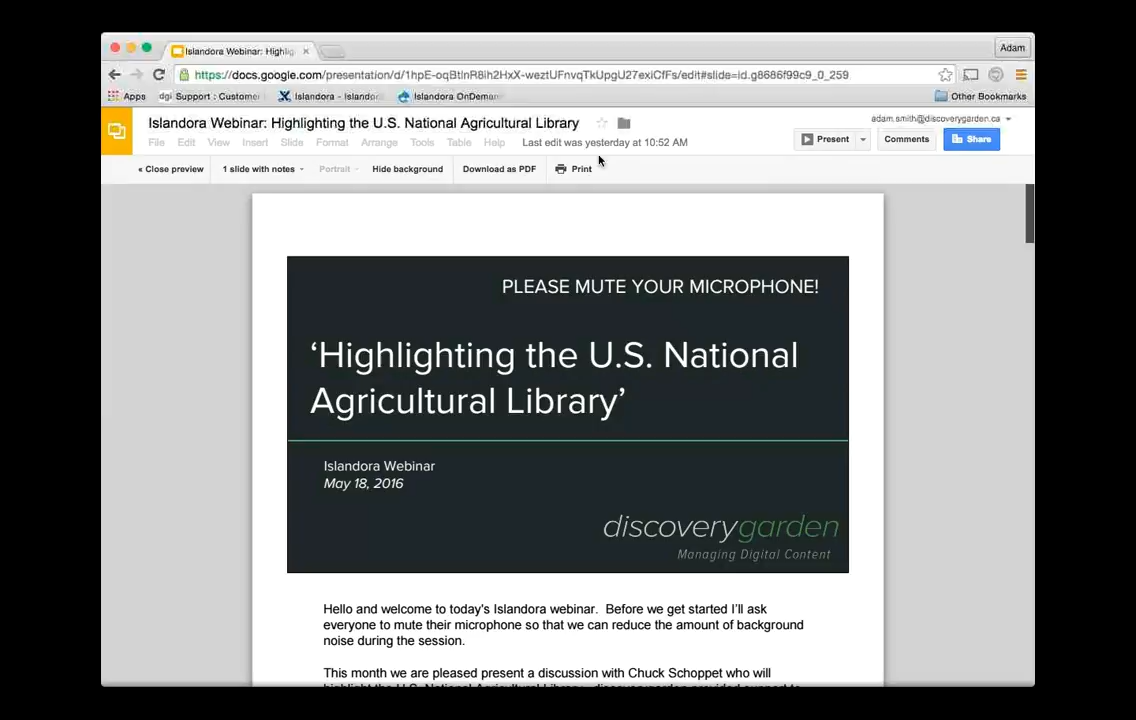 Islandora Webinar: Highlig
Adam
https://docs.google.com/presentation/d/1hpE-oqBtInR8ih2HxX-weztUFnvqTkUpgU27exiCfFs/edit#slide=id.g8686f99c9_0_259
Apps dgi Support : Customer Islandora - Islandor Islandora OnDeman Other Bookmarks
Islandora Webinar: Highlighting the U.S. National Agricultural Library
adam.smith@discoverygarden.ca
File Edit View Insert Slide Format Arrange Tools Table Help Last edit was yesterday at 10:52 AM
Present Comments Share
« Close preview 1 slide with notes Portrait Hide background Download as PDF Print
PLEASE MUTE YOUR MICROPHONE!
‘Highlighting the U.S. National
Agricultural Library’
Islandora Webinar
May 18, 2016
discoverygarden
Managing Digital Content
Hello and welcome to today's Islandora webinar. Before we get started I’ll ask
everyone to mute their microphone so that we can reduce the amount of background
noise during the session.
This month we are pleased present a discussion with Chuck Schoppet who will